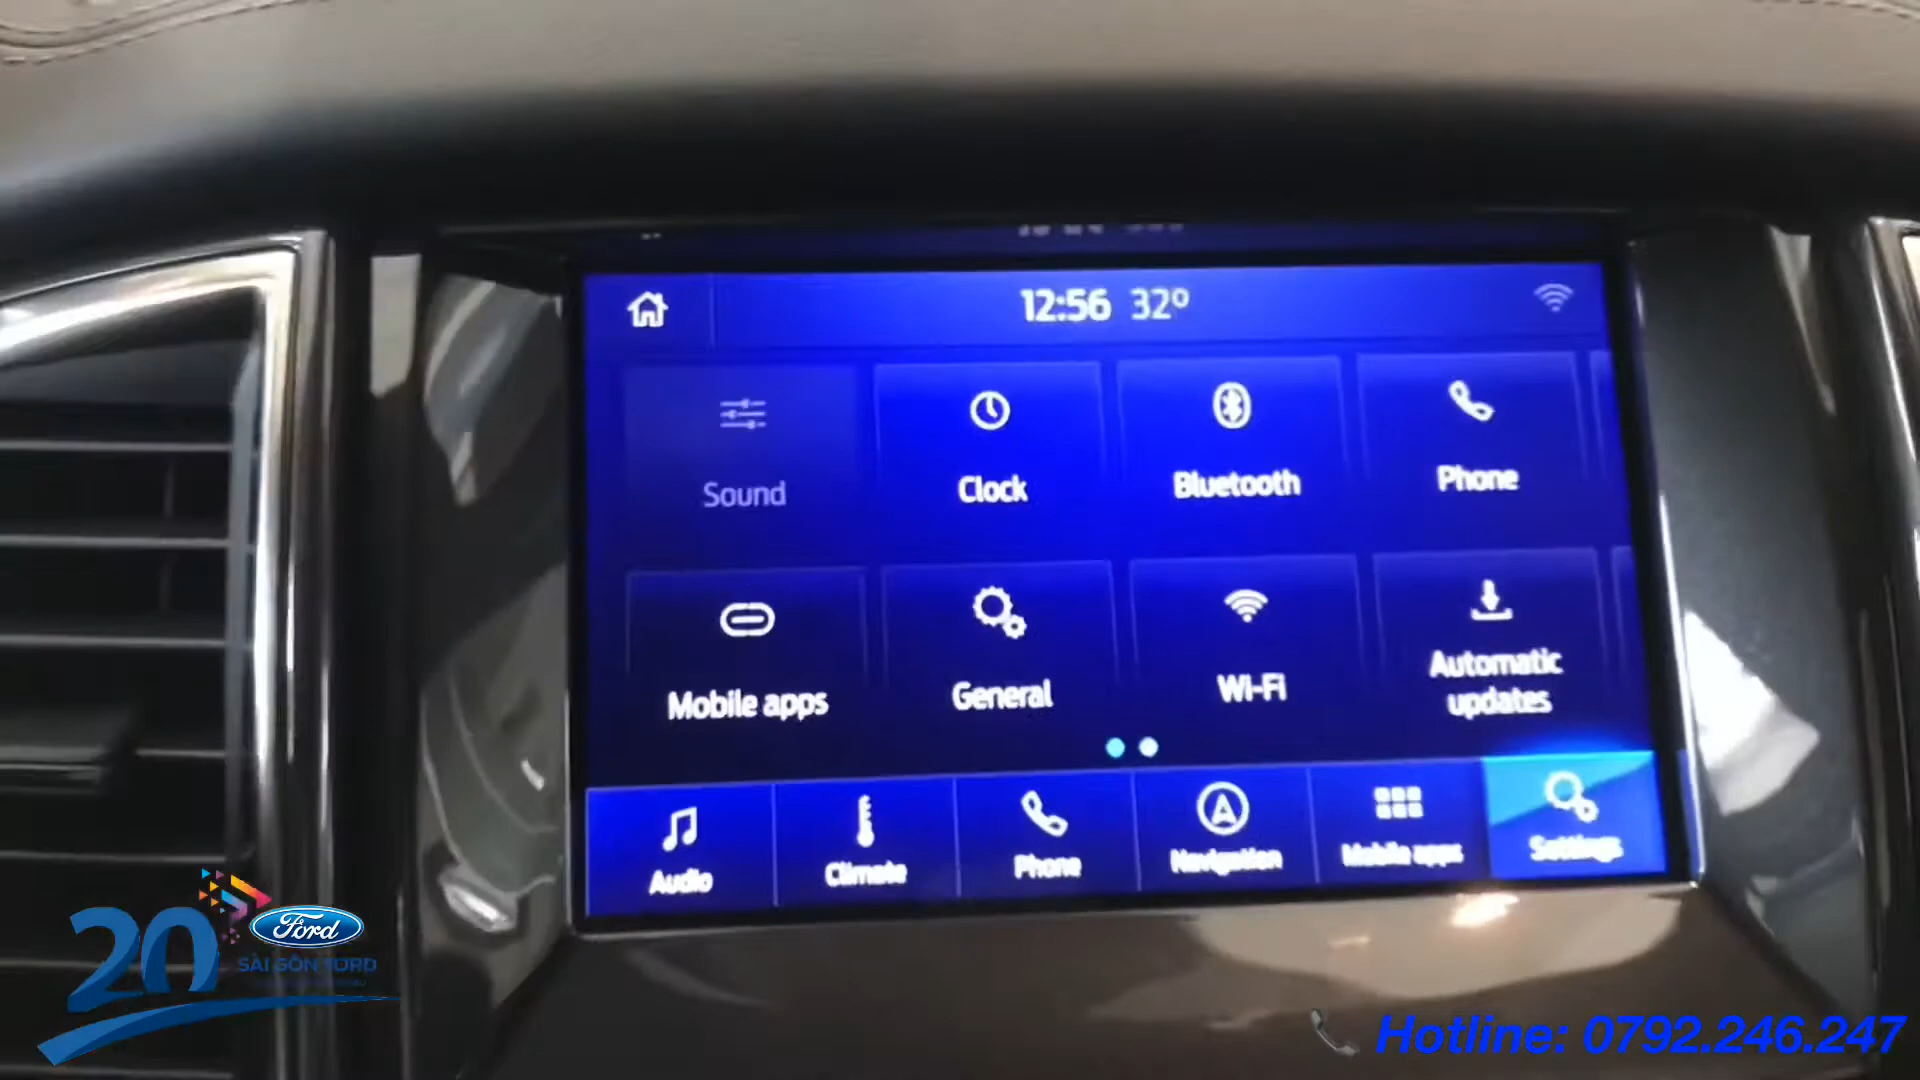 12:56 32º
Sound
Clock
Bluetooth
Phone
Mobile apps
General
Wi-Fi
Automatic
updates
Audio
Climate
Phone
Navigation
Mobile apps
Settings
20
Ford
SÀI GÒN FORD
Hotline: 0792.246.247